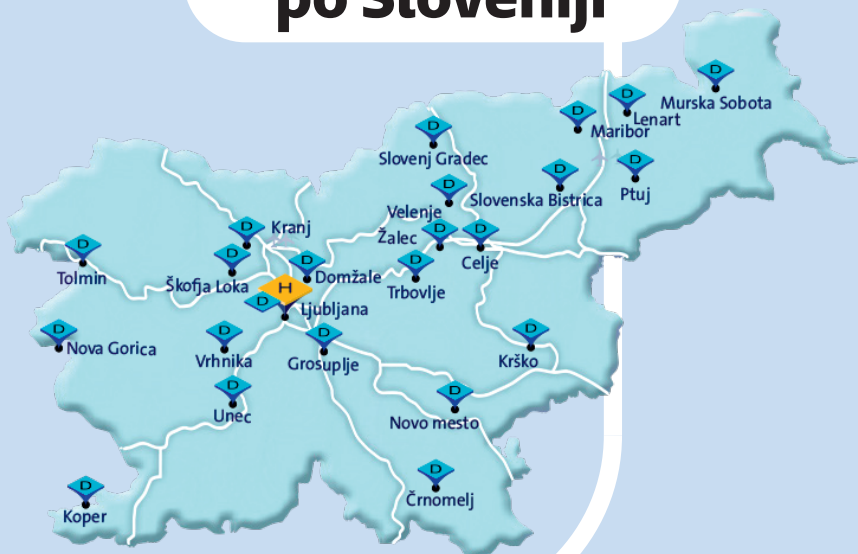 po Sloveniji
D
Murska Sobota
D
Lenart
D
Maribor
D
Slovenj Gradec
D
Ptuj
D
Slovenska Bistrica
D
Velenje
D
Žalec
D
Celje
D
Kranj
D
Tolmin
D
Škofja Loka
D
Domžale
D
Trbovlje
H
D
Ljubljana
D
Nova Gorica
D
Vrhnika
D
Grosuplje
D
Krško
D
Unec
D
Novo mesto
D
Črnomelj
D
Koper